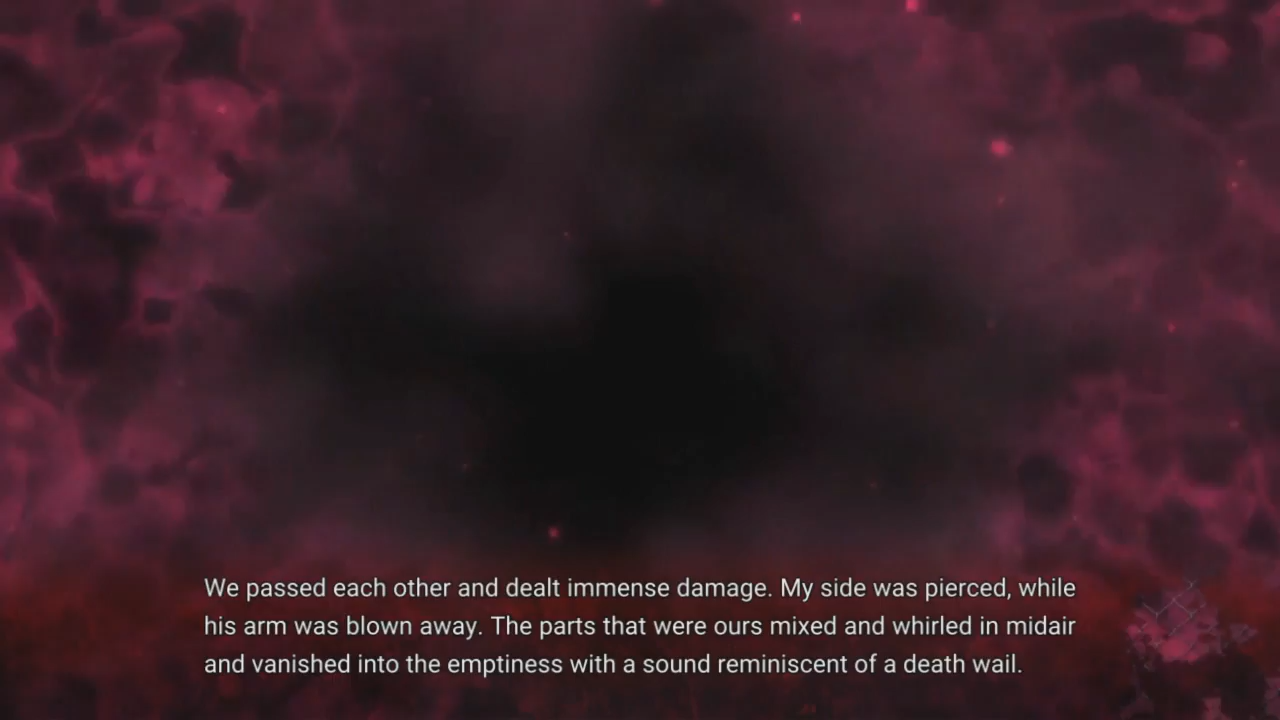 We passed each other and dealt immense damage. My side was pierced, while
his arm was blown away. The parts that were ours mixed and whirled in midair
and vanished into the emptiness with a sound reminiscent of a death wail.